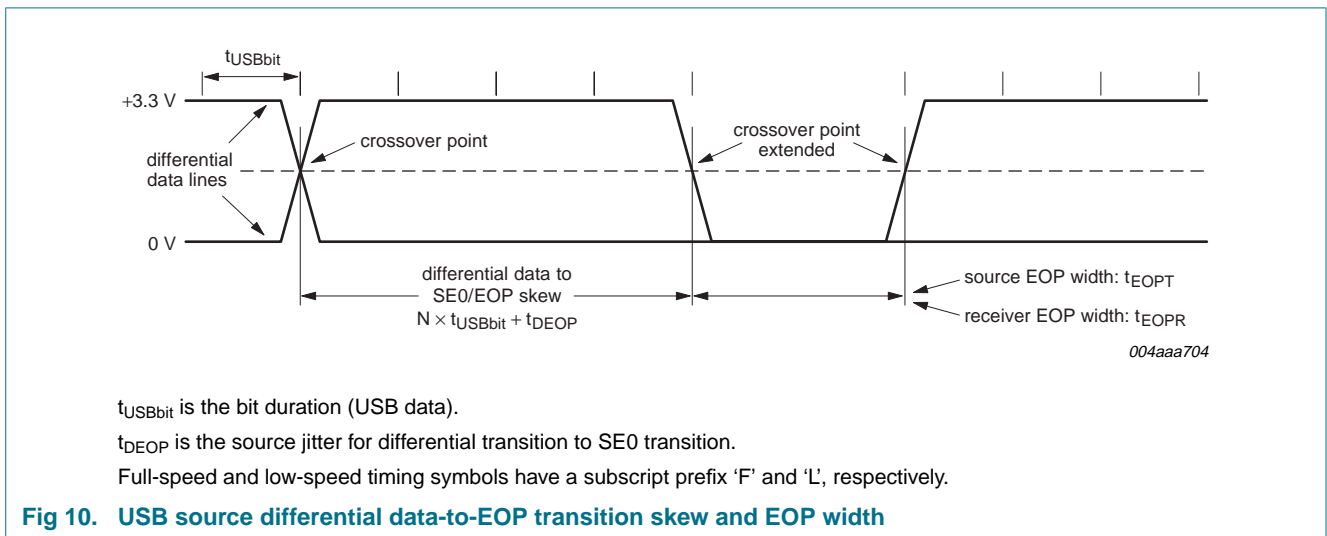 tUSBbit
+3.3 V
crossover point
crossover point
extended
differential
data lines
0 V
differential data to
SE0/EOP skew
N × tUSBbit + tDEOP
source EOP width: tEOPT
receiver EOP width: tEOPR
004aaa704
tUSBbit is the bit duration (USB data).
tDEOP is the source jitter for differential transition to SE0 transition.
Full-speed and low-speed timing symbols have a subscript prefix ‘F’ and ‘L’, respectively.
Fig 10. USB source differential data-to-EOP transition skew and EOP width